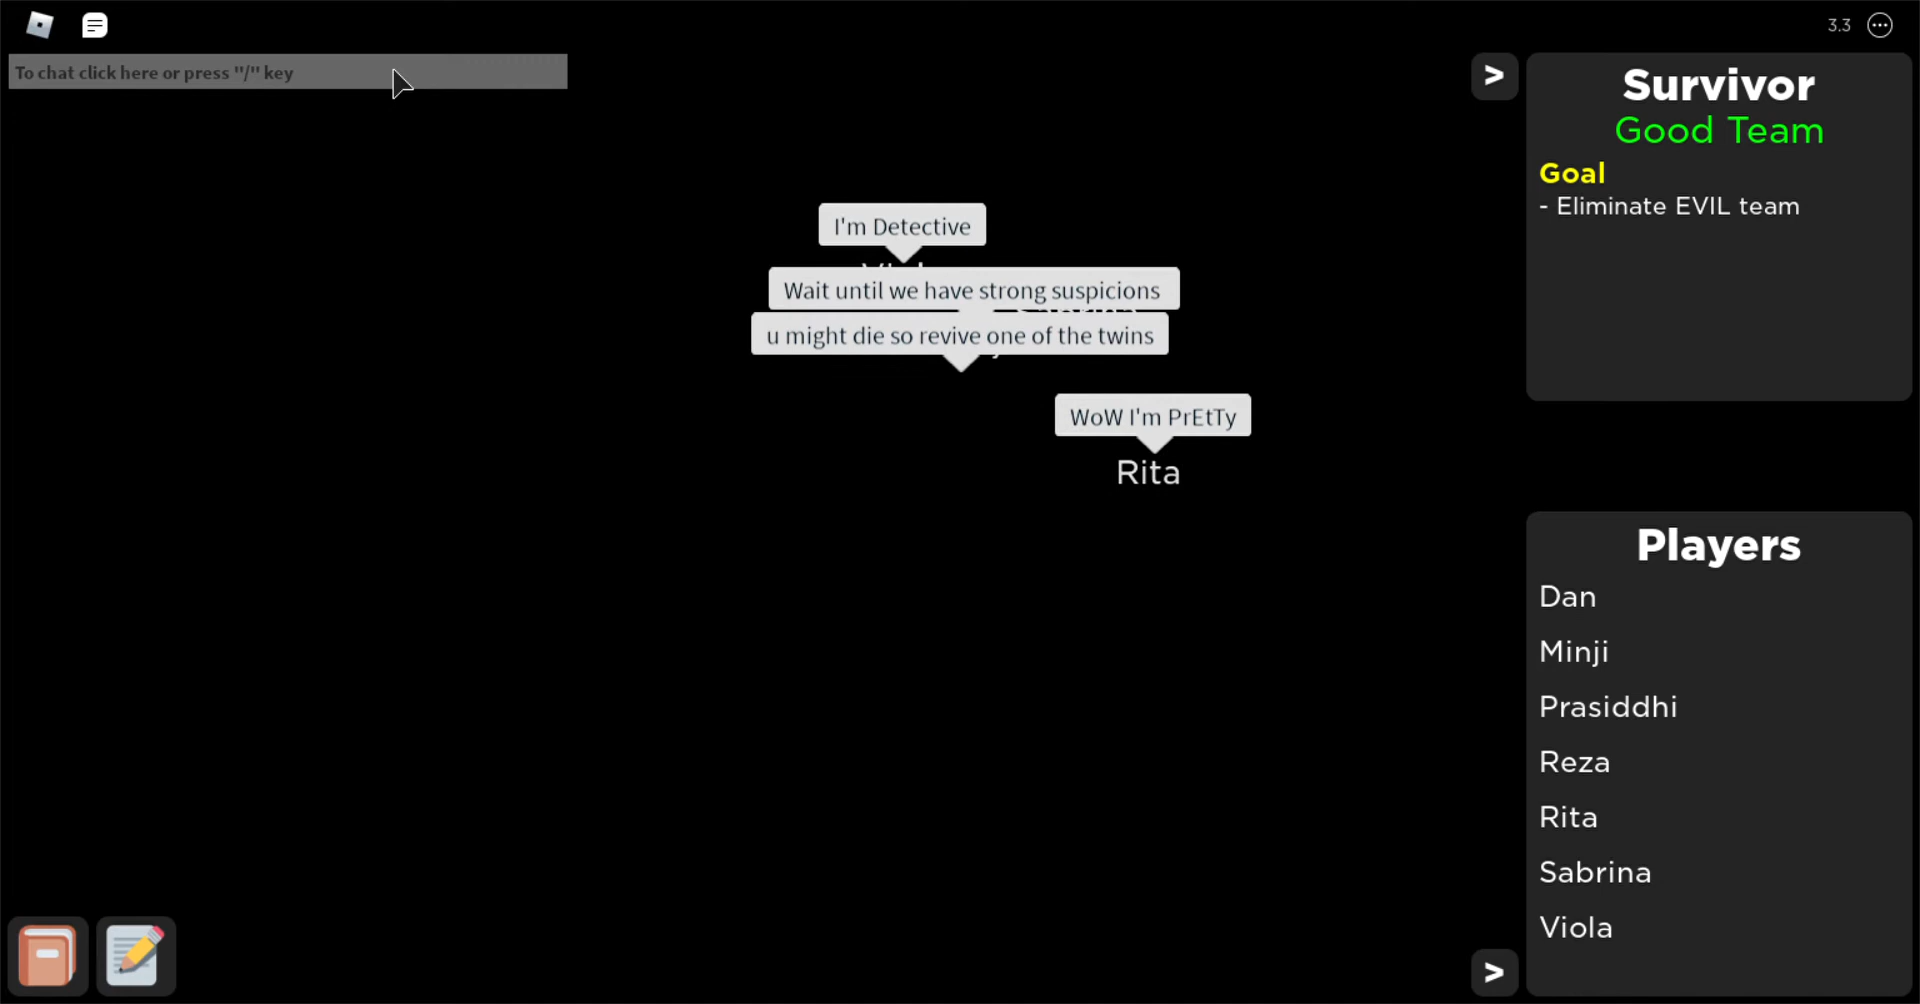 3.3
To chat click here or press "/" key
>
Survivor
Good Team
Goal
- Eliminate EVIL team
I'm Detective
Wait until we have strong suspicions
u might die so revive one of the twins
WoW I'm PrEtTy
Rita
Players
Dan
Minji
Prasiddhi
Reza
Rita
Sabrina
Viola
>